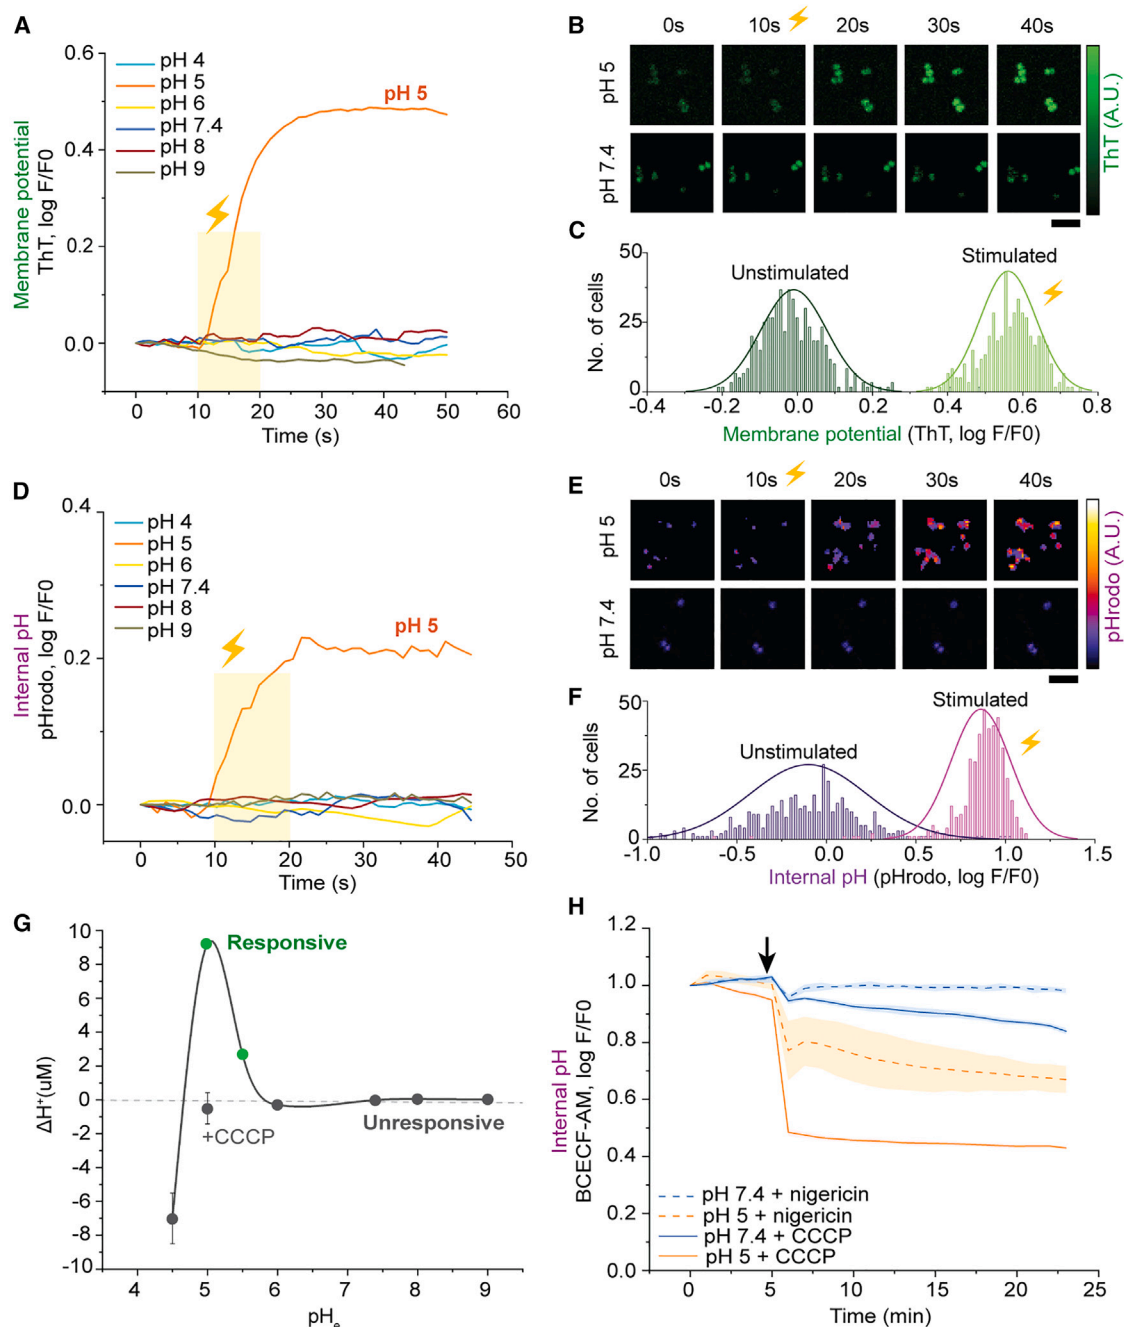 A
0.6
0.4
0.2
0.0
Membrane potential
ThT, log F/F0
pH 4
pH 5
pH 6
pH 7.4
pH 8
pH 9
pH 5
0 10 20 30 40 50 60
Time (s)
B
0s 10s 20s 30s 40s
pH 5
pH 7.4
ThT (A.U.)
C
50
25
0
No. of cells
Unstimulated
Stimulated
-0.4 -0.2 0.0 0.2 0.4 0.6 0.8
Membrane potential (ThT, log F/F0)
D
0.4
0.2
0.0
Internal pH
pHrodo, log F/F0
pH 4
pH 5
pH 6
pH 7.4
pH 8
pH 9
pH 5
0 10 20 30 40 50
Time (s)
E
0s 10s 20s 30s 40s
pH 5
pH 7.4
pHrodo (A.U.)
F
50
25
0
No. of cells
Unstimulated
Stimulated
-1.0 -0.5 0.0 0.5 1.0 1.5
Internal pH (pHrodo, log F/F0)
G
10
8
6
4
2
0
-2
-4
-6
-8
-10
ΔH⁺(uM)
Responsive
+CCCP
Unresponsive
4 5 6 7 8 9
pHₑ
H
1.2
1.0
0.8
0.6
0.4
0.2
0.0
Internal pH
BCECF-AM, log F/F0
pH 7.4 + nigericin
pH 5 + nigericin
pH 7.4 + CCCP
pH 5 + CCCP
0 5 10 15 20 25
Time (min)